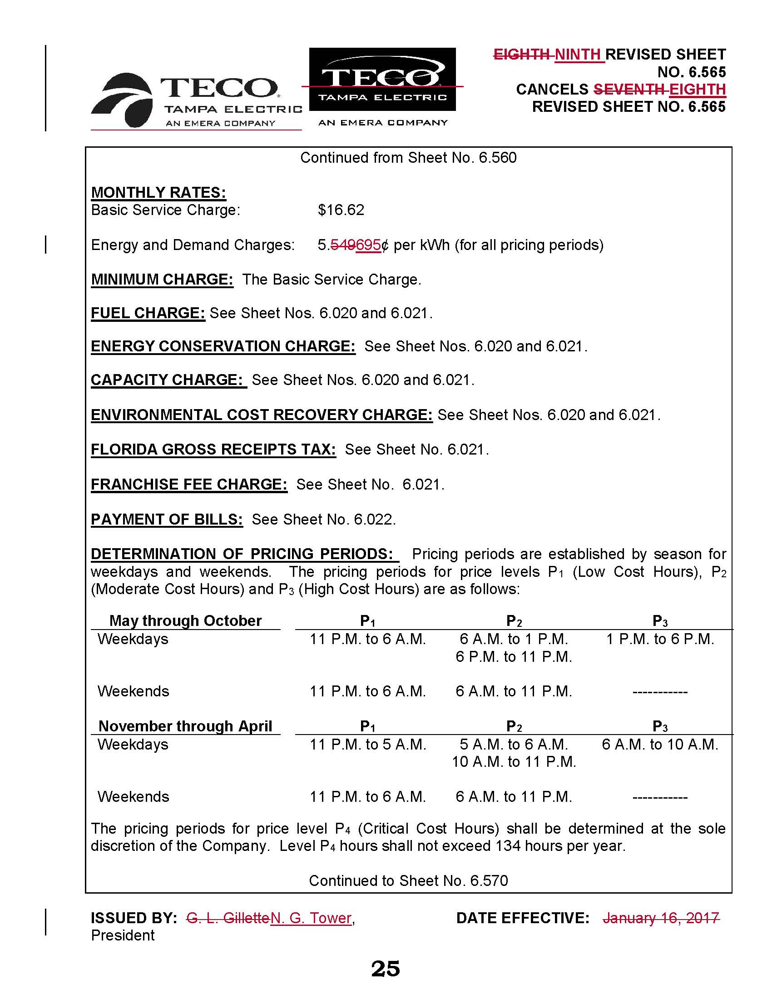 EIGHTH NINTH REVISED SHEET
NO. 6.565
CANCELS SEVENTH EIGHTH
REVISED SHEET NO. 6.565
TECO®
TAMPA ELECTRIC
AN EMERA COMPANY
TECO®
TAMPA ELECTRIC
AN EMERA COMPANY
Continued from Sheet No. 6.560
MONTHLY RATES:
Basic Service Charge: $16.62
Energy and Demand Charges: 5.549695¢ per kWh (for all pricing periods)
MINIMUM CHARGE: The Basic Service Charge.
FUEL CHARGE: See Sheet Nos. 6.020 and 6.021.
ENERGY CONSERVATION CHARGE: See Sheet Nos. 6.020 and 6.021.
CAPACITY CHARGE: See Sheet Nos. 6.020 and 6.021.
ENVIRONMENTAL COST RECOVERY CHARGE: See Sheet Nos. 6.020 and 6.021.
FLORIDA GROSS RECEIPTS TAX: See Sheet No. 6.021.
FRANCHISE FEE CHARGE: See Sheet No. 6.021.
PAYMENT OF BILLS: See Sheet No. 6.022.
DETERMINATION OF PRICING PERIODS: Pricing periods are established by season for
weekdays and weekends. The pricing periods for price levels P1 (Low Cost Hours), P2
(Moderate Cost Hours) and P3 (High Cost Hours) are as follows:
May through October P1 P2 P3
Weekdays 11 P.M. to 6 A.M. 6 A.M. to 1 P.M. 1 P.M. to 6 P.M.
6 P.M. to 11 P.M.
Weekends 11 P.M. to 6 A.M. 6 A.M. to 11 P.M. -----------
November through April P1 P2 P3
Weekdays 11 P.M. to 5 A.M. 5 A.M. to 6 A.M. 6 A.M. to 10 A.M.
10 A.M. to 11 P.M.
Weekends 11 P.M. to 6 A.M. 6 A.M. to 11 P.M. -----------
The pricing periods for price level P4 (Critical Cost Hours) shall be determined at the sole
discretion of the Company. Level P4 hours shall not exceed 134 hours per year.
Continued to Sheet No. 6.570
ISSUED BY: G. L. GilletteN. G. Tower, DATE EFFECTIVE: January 16, 2017
President
25